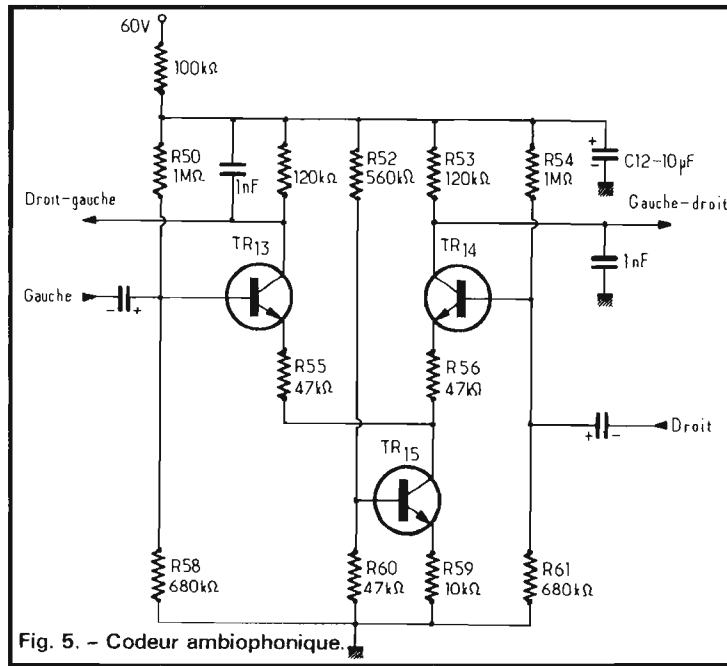 60V
100kΩ
R50
1MΩ
1nF
120kΩ
R52
560kΩ
R53
120kΩ
R54
1MΩ
+
-
C12-10µF
Droit-gauche
Gauche-droit
TR13
TR14
1nF
Gauche
- +
R55
47kΩ
R56
47kΩ
+ -
Droit
TR15
R58
680kΩ
R60
47kΩ
R59
10kΩ
R61
680kΩ
Fig. 5. - Codeur ambiophonique.